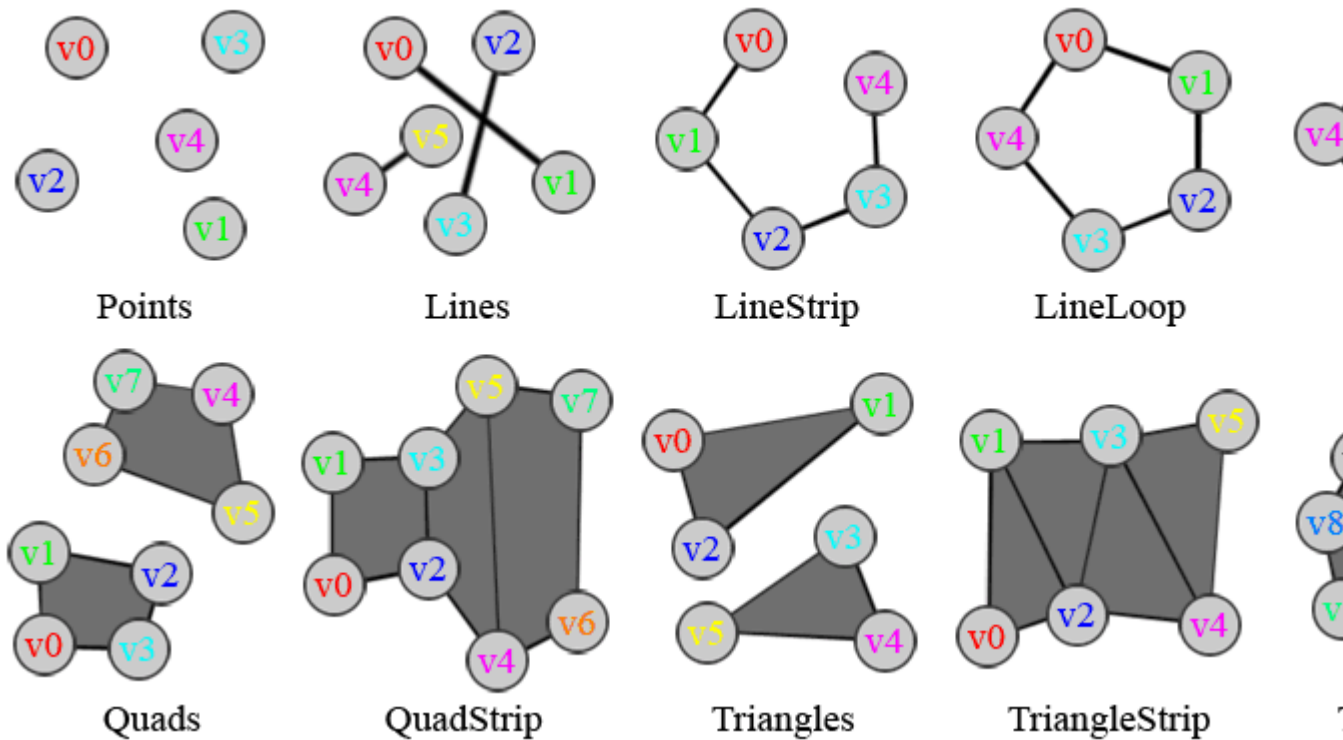 v0 v3 v4 v2 v1
Points
v0 v2 v5 v4 v1 v3
Lines
v0 v4 v1 v3 v2
LineStrip
v0 v1 v4 v2 v3
LineLoop
v4
v7 v4 v6 v5 v1 v2 v0 v3
Quads
v5 v7 v1 v3 v2 v0 v6 v4
QuadStrip
v1 v0 v2 v3 v5 v4
Triangles
v5 v1 v3 v2 v0 v4
TriangleStrip
v8